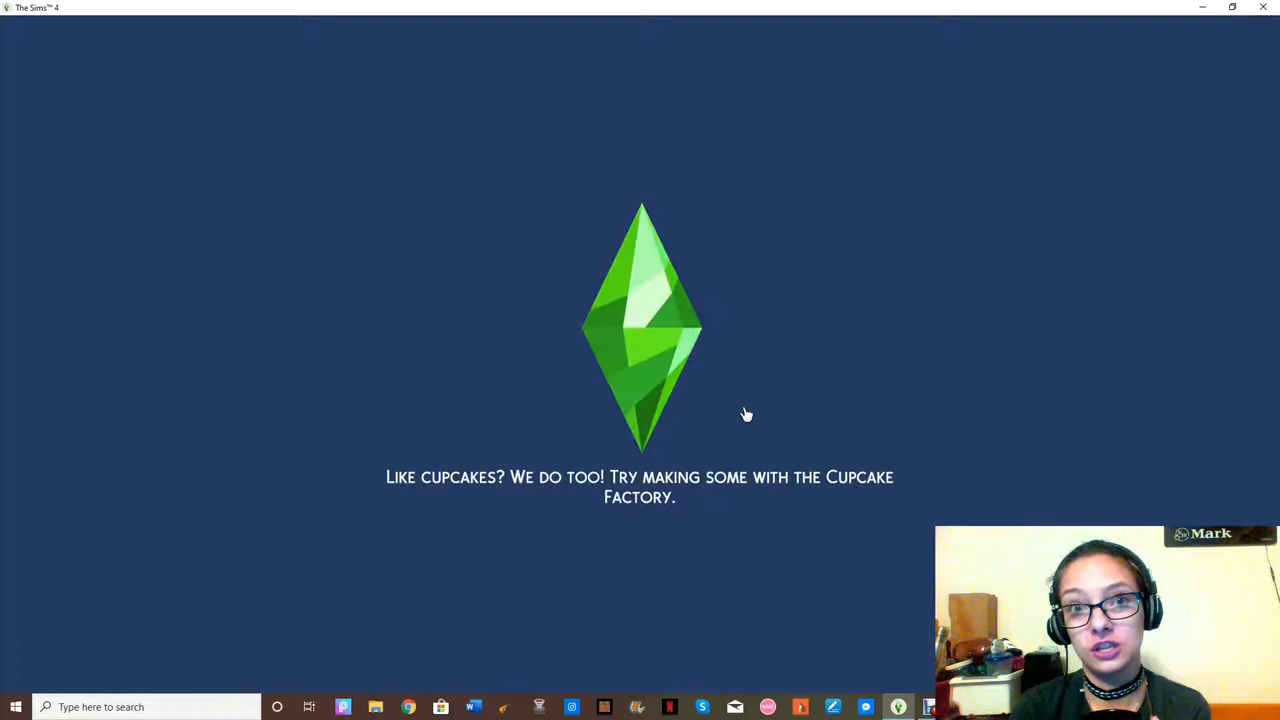 The Sims™ 4
Like cupcakes? We do too! Try making some with the Cupcake
Factory.
Mark
Type here to search